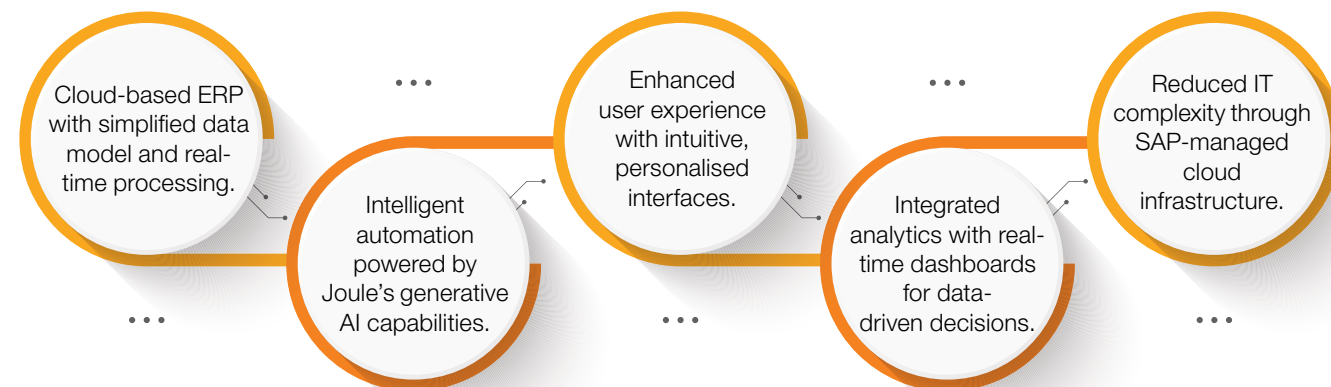 Cloud-based ERP
with simplified data
model and real-
time processing.
Intelligent
automation
powered by
Joule’s generative
AI capabilities.
Enhanced
user experience
with intuitive,
personalised
interfaces.
Integrated
analytics with real-
time dashboards
for data-
driven decisions.
Reduced IT
complexity through
SAP-managed
cloud
infrastructure.